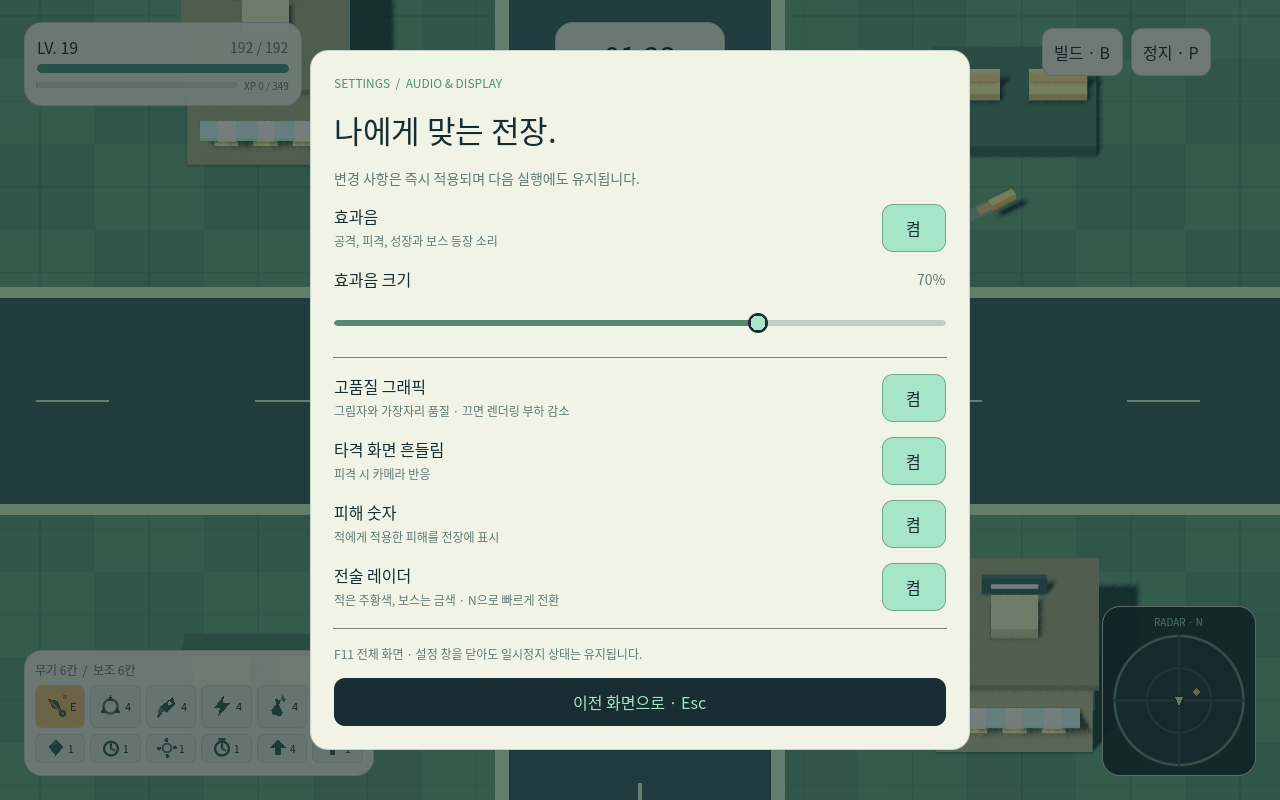 LV. 19
192 / 192
XP 0 / 349
빌드 · B
정지 · P
SETTINGS / AUDIO & DISPLAY
나에게 맞는 전장.
변경 사항은 즉시 적용되며 다음 실행에도 유지됩니다.
효과음
켬
공격, 피격, 성장과 보스 등장 소리
효과음 크기
70%
고품질 그래픽
켬
그림자와 가장자리 품질 · 끄면 렌더링 부하 감소
타격 화면 흔들림
켬
피격 시 카메라 반응
피해 숫자
켬
적에게 적용한 피해를 전장에 표시
전술 레이더
켬
적은 주황색, 보스는 금색 · N으로 빠르게 전환
F11 전체 화면 · 설정 창을 닫아도 일시정지 상태는 유지됩니다.
이전 화면으로 · Esc
무기 6칸 / 보조 6칸
E
4
4
4
4
1
1
1
1
4
RADAR · N